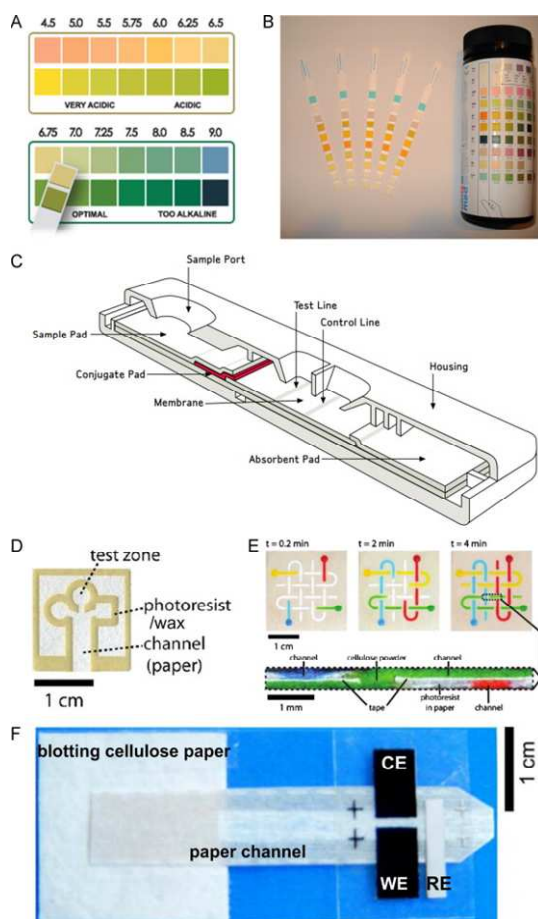 A
4.5 5.0 5.5 5.75 6.0 6.25 6.5
VERY ACIDIC ACIDIC
6.75 7.0 7.25 7.5 8.0 8.5 9.0
OPTIMAL TOO ALKALINE
B
C
Sample Port
Test Line
Control Line
Sample Pad
Housing
Conjugate Pad
Membrane
Absorbent Pad
D
test zone
photoresist
/wax
channel
(paper)
1 cm
E
t = 0.2 min t = 2 min t = 4 min
1 cm
channel cellulose powder channel
1 mm tape photoresist in paper channel
F
blotting cellulose paper
CE
1 cm
paper channel
WE RE